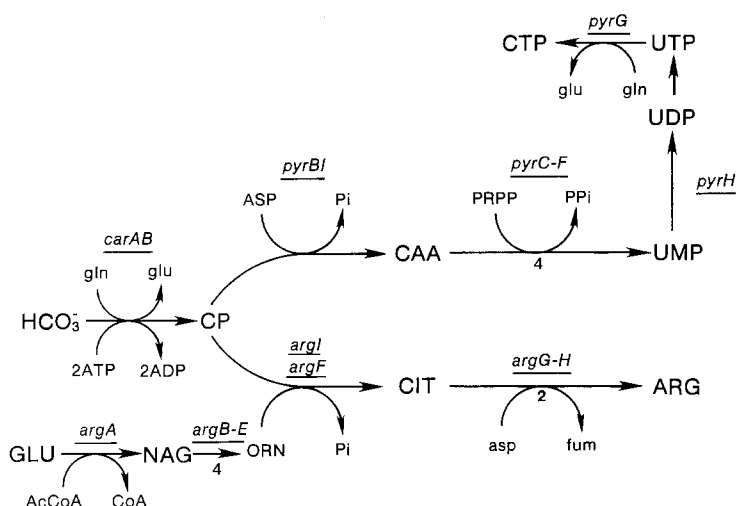 pyrG
CTP UTP
glu gln
UDP
pyrBI pyrC-F pyrH
ASP Pi PRPP PPi
carAB
gln glu CAA 4 UMP
HCO₃⁻ CP
argI
2ATP 2ADP argF argG-H
CIT 2 ARG
argA argB-E
GLU NAG 4 ORN Pi asp fum
AcCoA CoA